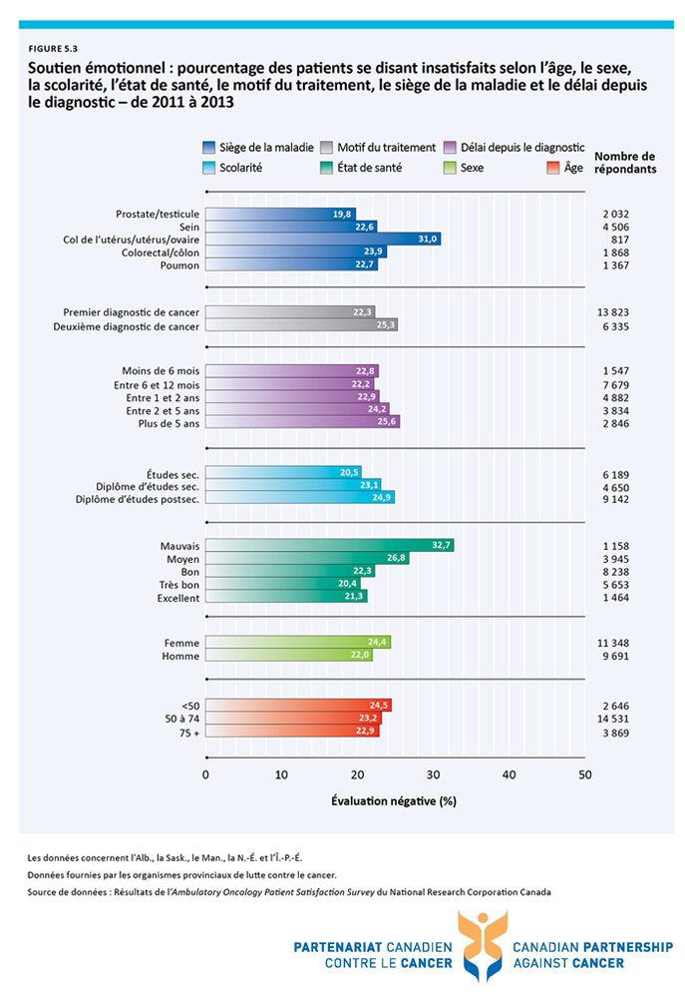 FIGURE 5.3
Soutien émotionnel : pourcentage des patients se disant insatisfaits selon l’âge, le sexe,
la scolarité, l’état de santé, le motif du traitement, le siège de la maladie et le délai depuis
le diagnostic – de 2011 à 2013
Siège de la maladie Motif du traitement Délai depuis le diagnostic
Scolarité État de santé Sexe Âge
Nombre de
répondants
Prostate/testicule 19,8 2 032
Sein 22,6 4 506
Col de l’utérus/utérus/ovaire 31,0 817
Colorectal/côlon 23,9 1 868
Poumon 22,7 1 367
Premier diagnostic de cancer 22,3 13 823
Deuxième diagnostic de cancer 25,3 6 335
Moins de 6 mois 22,8 1 547
Entre 6 et 12 mois 22,2 7 679
Entre 1 et 2 ans 22,9 4 882
Entre 2 et 5 ans 24,2 3 834
Plus de 5 ans 25,6 2 846
Études sec. 20,5 6 189
Diplôme d’études sec. 23,1 4 650
Diplôme d’études postsec. 24,9 9 142
Mauvais 32,7 1 158
Moyen 26,8 3 945
Bon 22,3 8 238
Très bon 20,4 5 653
Excellent 21,3 1 464
Femme 24,4 11 348
Homme 22,0 9 691
<50 24,5 2 646
50 à 74 23,2 14 531
75 + 22,9 3 869
0 10 20 30 40 50
Évaluation négative (%)
Les données concernent l’Alb., la Sask., le Man., la N.-É. et l’Î.-P.-É.
Données fournies par les organismes provinciaux de lutte contre le cancer.
Source de données : Résultats de l’Ambulatory Oncology Patient Satisfaction Survey du National Research Corporation Canada
PARTENARIAT CANADIEN
CONTRE LE CANCER
CANADIAN PARTNERSHIP
AGAINST CANCER